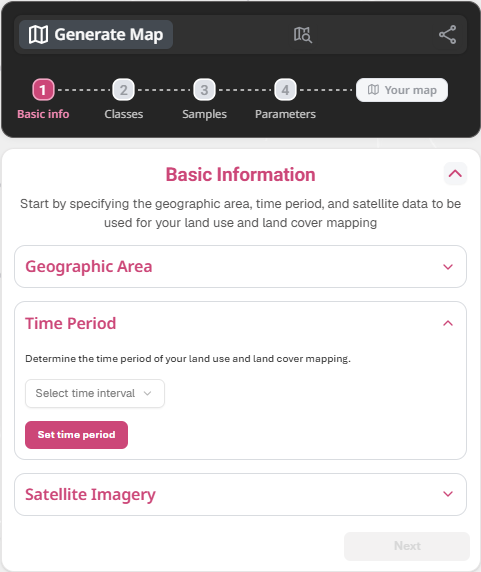 Generate Map
1
2
3
4
Your map
Basic info
Classes
Samples
Parameters
Basic Information
Start by specifying the geographic area, time period, and satellite data to be
used for your land use and land cover mapping
Geographic Area
Time Period
Determine the time period of your land use and land cover mapping.
Select time interval
Set time period
Satellite Imagery
Next